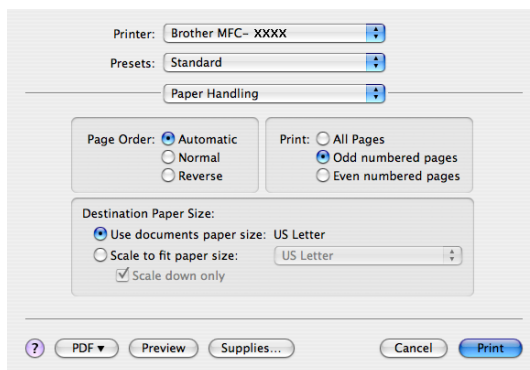 Printer: Brother MFC- XXXX
Presets: Standard
Paper Handling
Page Order: Automatic
Normal
Reverse
Print: All Pages
Odd numbered pages
Even numbered pages
Destination Paper Size:
Use documents paper size: US Letter
Scale to fit paper size: US Letter
Scale down only
? PDF ▼ Preview Supplies... Cancel Print